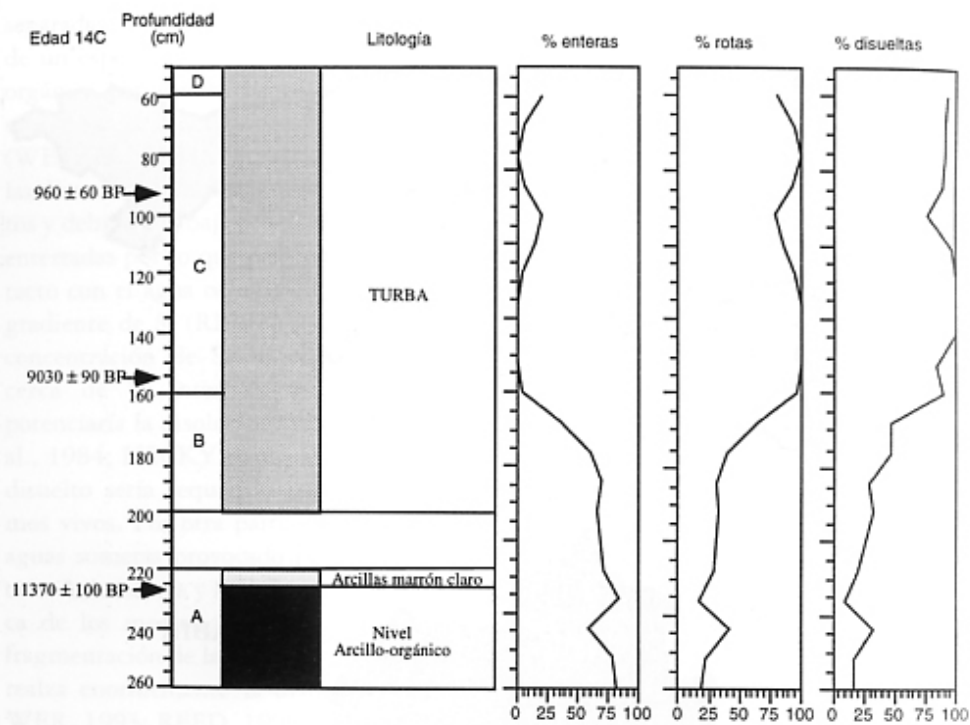 Edad 14C
Profundidad
(cm)
Litología
% enteras
% rotas
% disueltas
D
60
80
960 ± 60 BP
100
C
120
TURBA
140
9030 ± 90 BP
160
B
180
200
220
Arcillas marrón claro
11370 ± 100 BP
A
240
Nivel
Arcillo-orgánico
260
0 25 50 75 100
0 25 50 75 100
0 25 50 75 100